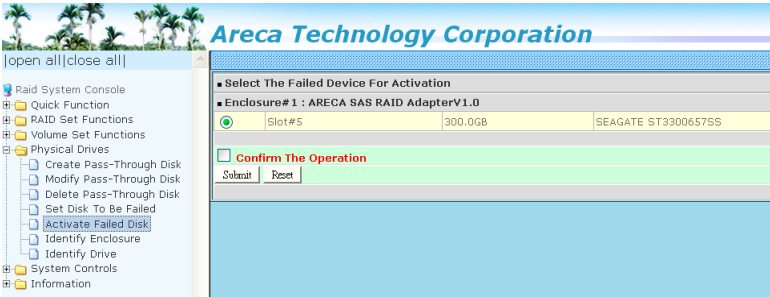 Areca Technology Corporation
|open all|close all|
Raid System Console
Quick Function
RAID Set Functions
Volume Set Functions
Physical Drives
Create Pass-Through Disk
Modify Pass-Through Disk
Delete Pass-Through Disk
Set Disk To Be Failed
Activate Failed Disk
Identify Enclosure
Identify Drive
System Controls
Information
Select The Failed Device For Activation
Enclosure#1 : ARECA SAS RAID AdapterV1.0
Slot#5 300.0GB SEAGATE ST3300657SS
Confirm The Operation
Submit Reset